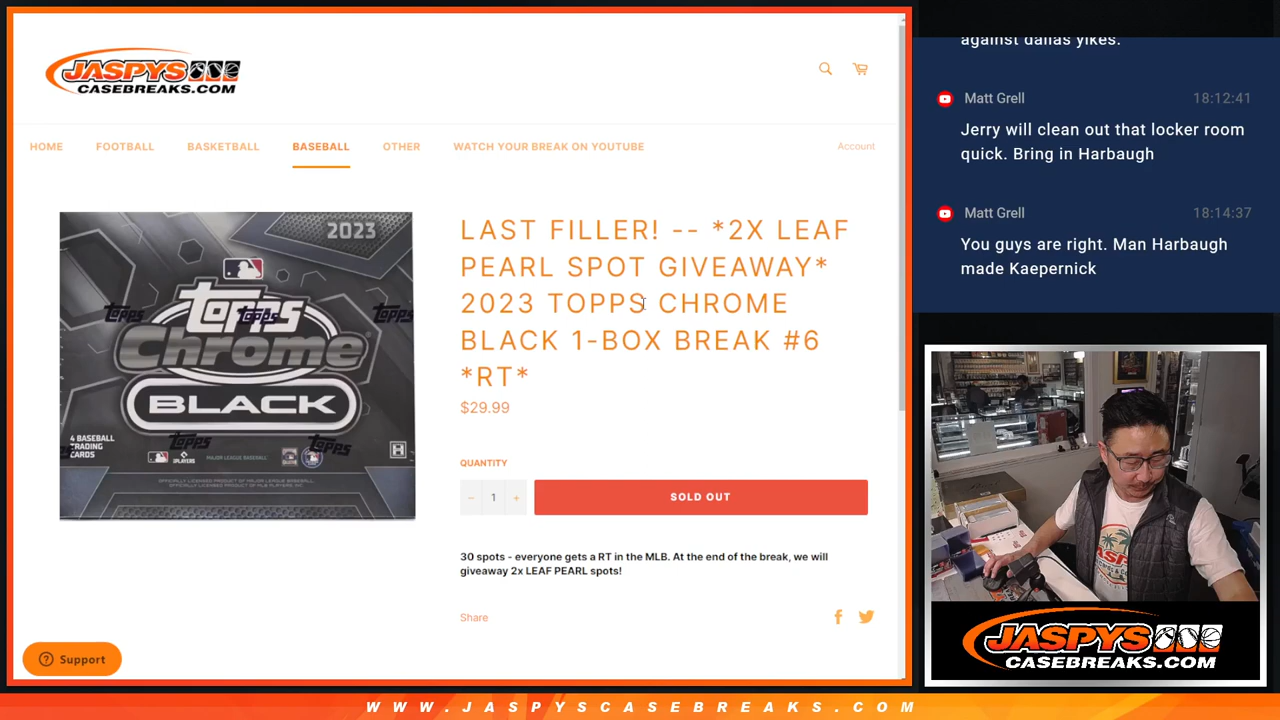 JASPYS
CASEBREAKS.COM
HOME
FOOTBALL
BASKETBALL
BASEBALL
OTHER
WATCH YOUR BREAK ON YOUTUBE
Account
2023
topps
Chrome
BLACK
4 BASEBALL
TRADING
CARDS
LAST FILLER! -- *2X LEAF
PEARL SPOT GIVEAWAY*
2023 TOPPS CHROME
BLACK 1-BOX BREAK #6
*RT*
$29.99
QUANTITY
− 1 +
SOLD OUT
30 spots - everyone gets a RT in the MLB. At the end of the break, we will
giveaway 2x LEAF PEARL spots!
Share
Support
against dallas yikes.
Matt Grell 18:12:41
Jerry will clean out that locker room
quick. Bring in Harbaugh
Matt Grell 18:14:37
You guys are right. Man Harbaugh
made Kaepernick
JASPYS
CASEBREAKS.COM
WWW.JASPYSCASEBREAKS.COM